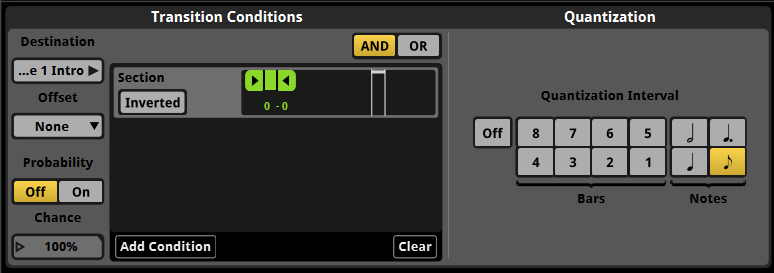 Transition Conditions
Quantization
Destination
AND
OR
...e 1 Intro
Section
Inverted
0 - 0
Offset
None
Probability
Off
On
Chance
100%
Add Condition
Clear
Quantization Interval
Off
8
7
6
5
4
3
2
1
Bars
Notes